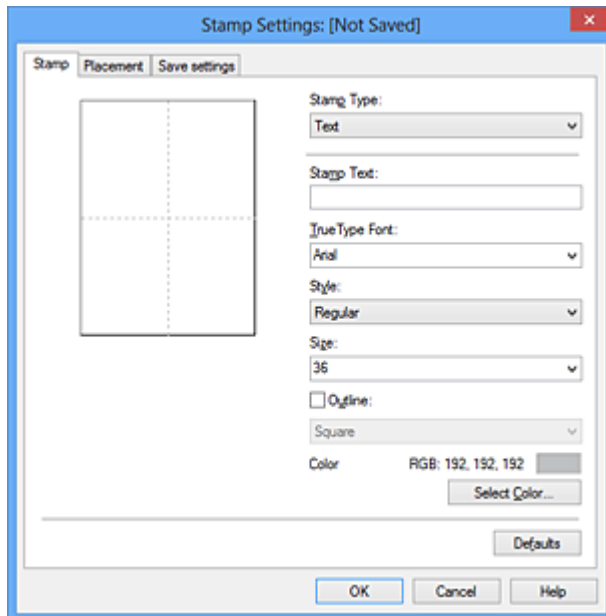 Stamp Settings: [Not Saved]
Stamp Placement Save settings
Stamp Type:
Text
Stamp Text:
TrueType Font:
Arial
Style:
Regular
Size:
36
Outline:
Square
Color RGB: 192, 192, 192
Select Color...
Defaults
OK Cancel Help